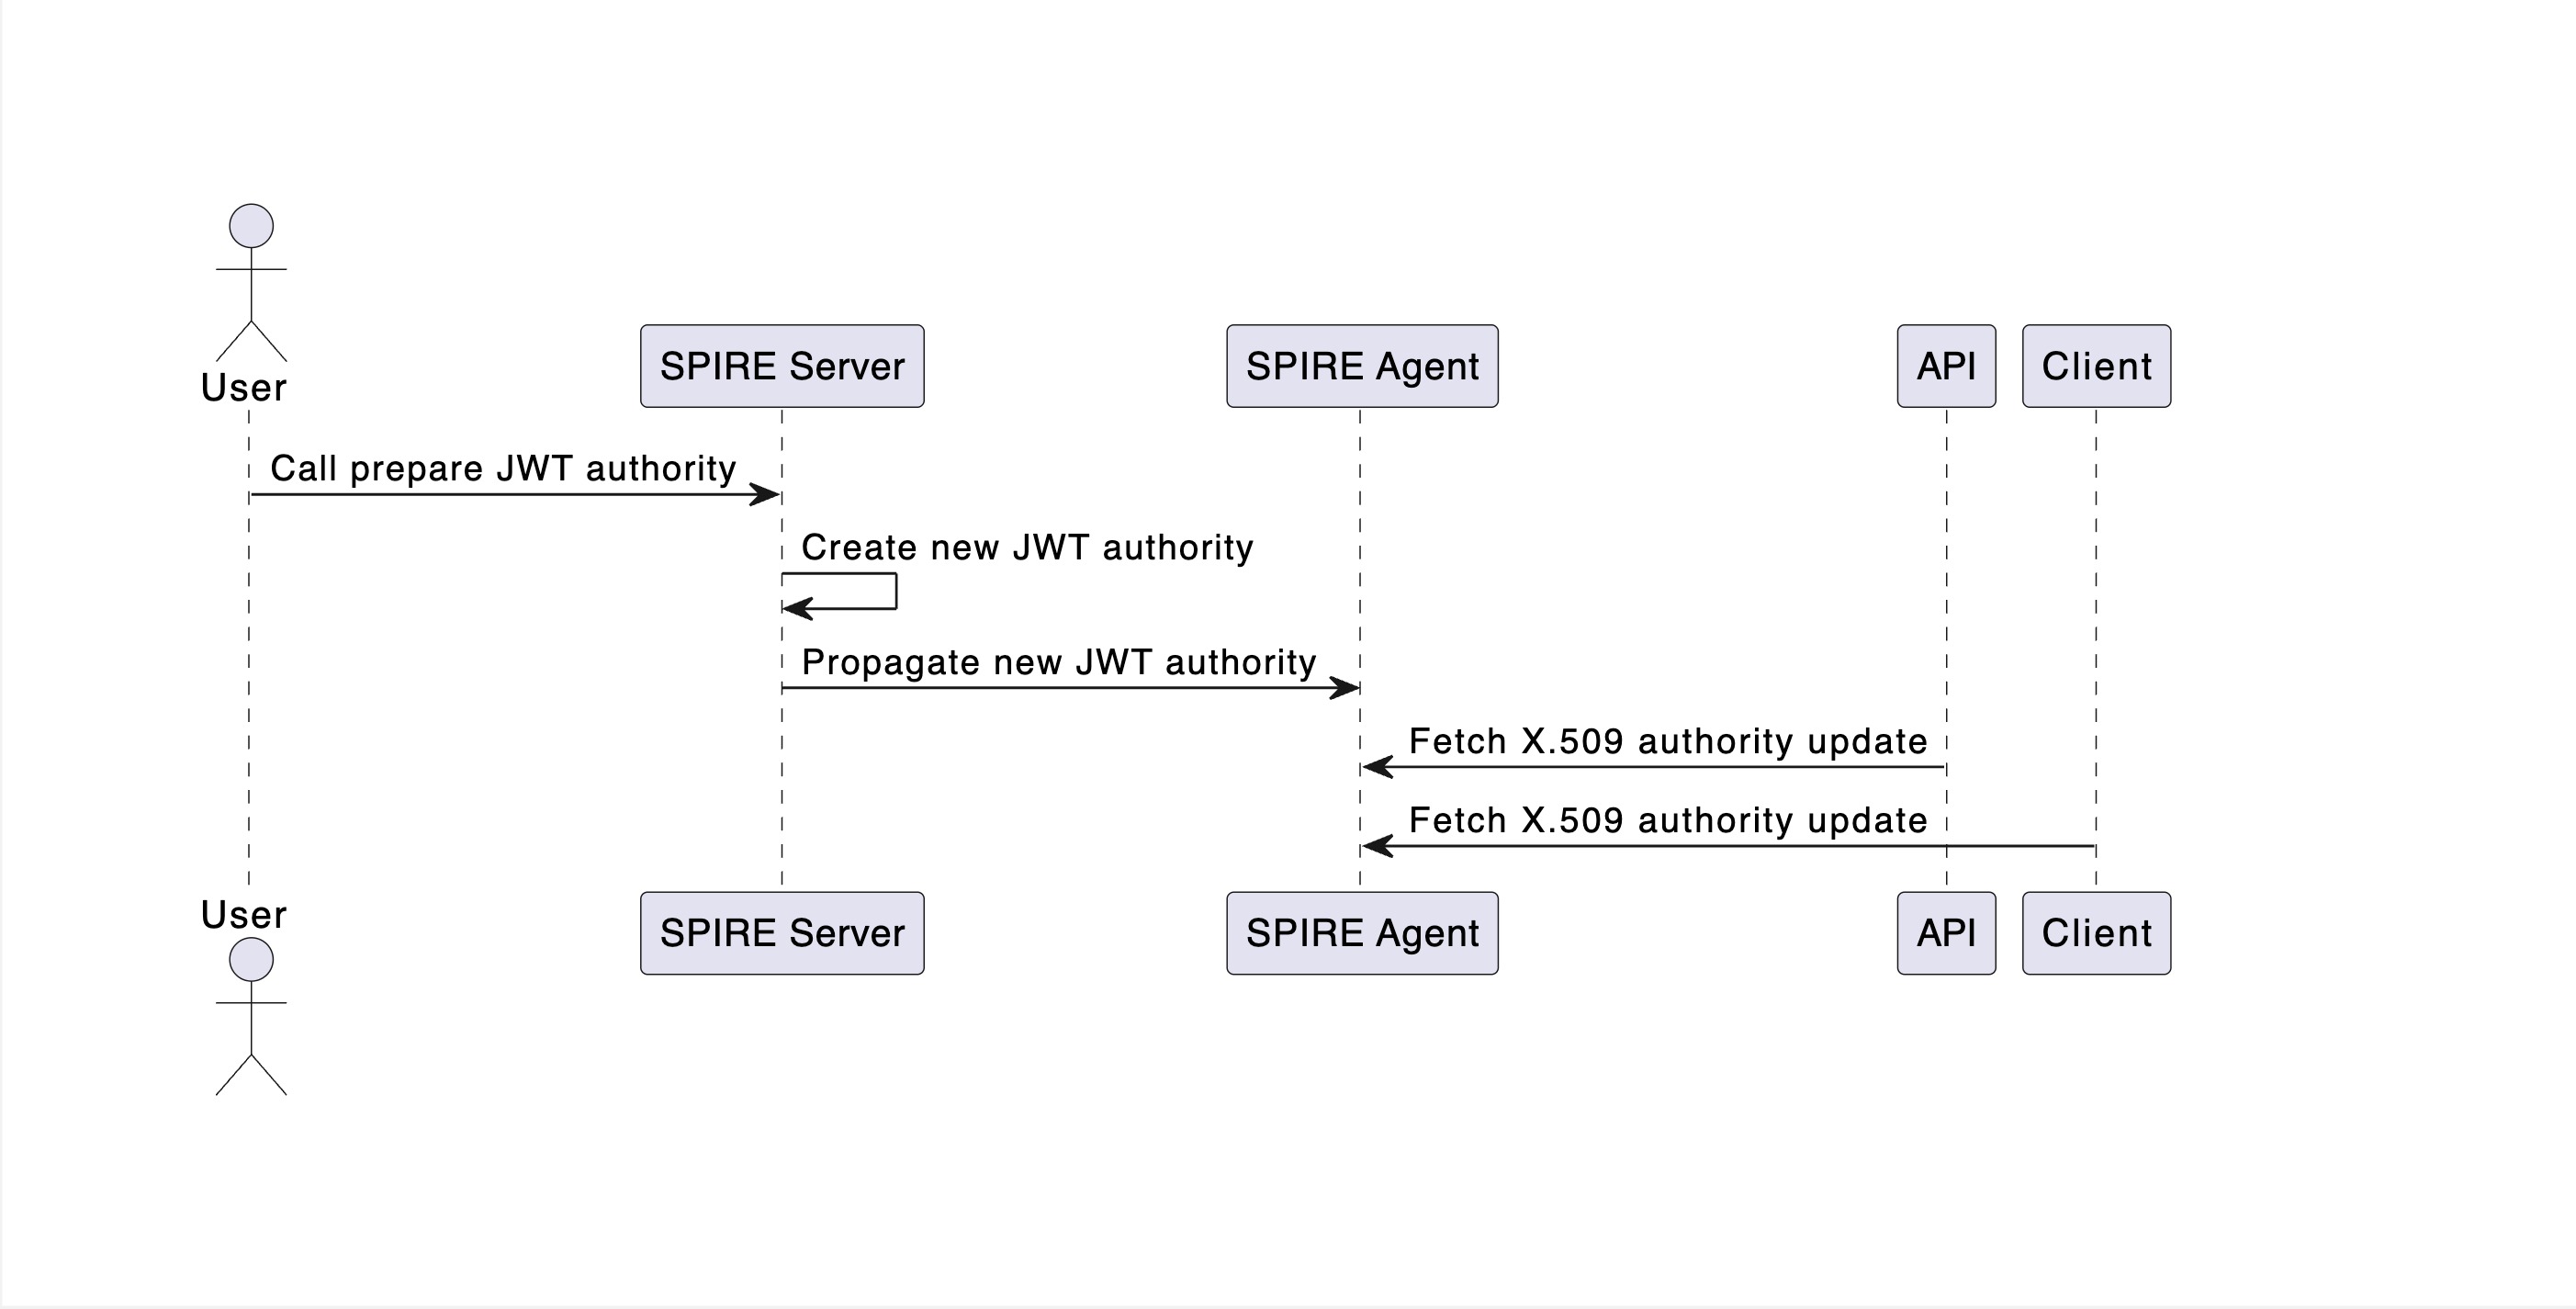 User
SPIRE Server
SPIRE Agent
API
Client
Call prepare JWT authority
Create new JWT authority
Propagate new JWT authority
Fetch X.509 authority update
Fetch X.509 authority update
User
SPIRE Server
SPIRE Agent
API
Client